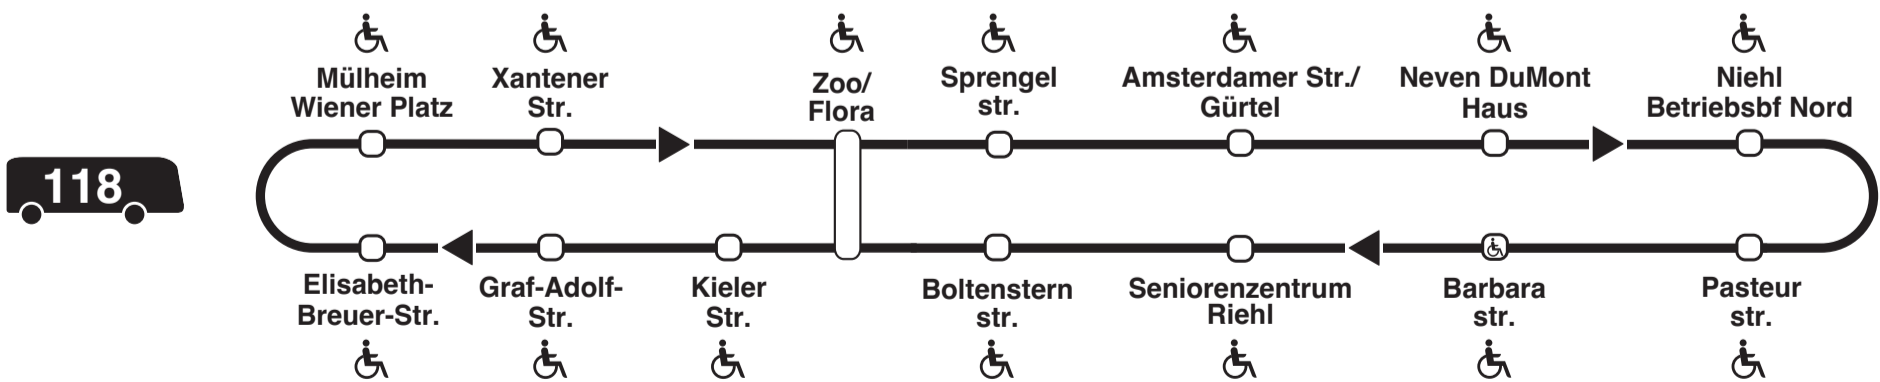 118
Mülheim
Wiener Platz
Xantener
Str.
Zoo/
Flora
Sprengel
str.
Amsterdamer Str./
Gürtel
Neven DuMont
Haus
Niehl
Betriebsbf Nord
Elisabeth-
Breuer-Str.
Graf-Adolf-
Str.
Kieler
Str.
Boltenstern
str.
Seniorenzentrum
Riehl
Barbara
str.
Pasteur
str.